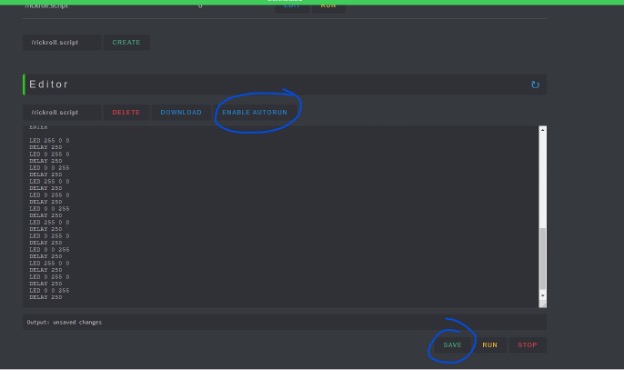 /rickroll.script 0 EDIT RUN
/rickroll.script CREATE
Editor
/rickroll.script DELETE DOWNLOAD ENABLE AUTORUN
ENTER
LED 255 0 0
DELAY 250
LED 0 255 0
DELAY 250
LED 0 0 255
DELAY 250
LED 255 0 0
DELAY 250
LED 0 255 0
DELAY 250
LED 0 0 255
DELAY 250
LED 255 0 0
DELAY 250
LED 0 255 0
DELAY 250
LED 0 0 255
DELAY 250
LED 255 0 0
DELAY 250
LED 0 255 0
DELAY 250
LED 0 0 255
DELAY 250
Output: unsaved changes
SAVE RUN STOP